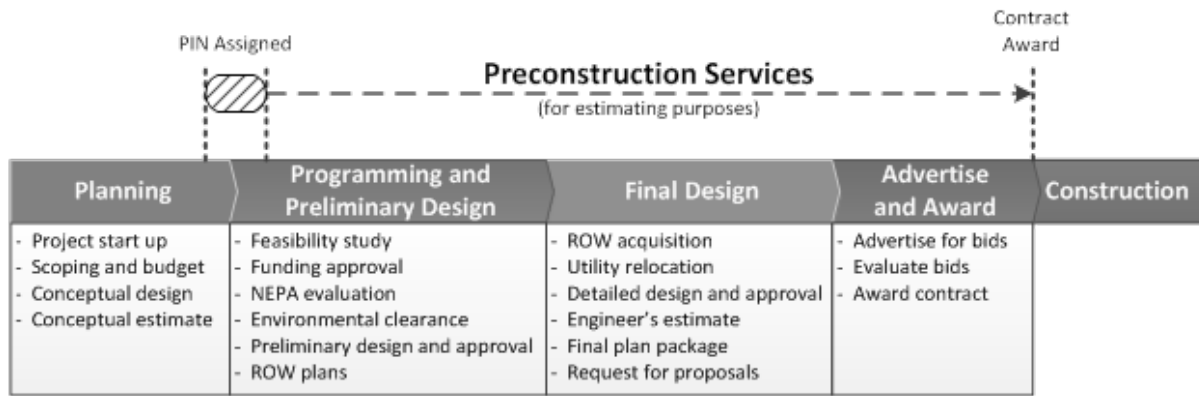 PIN Assigned
Contract
Award
Preconstruction Services
(for estimating purposes)
Planning
Programming and
Preliminary Design
Final Design
Advertise
and Award
Construction
- Project start up
- Scoping and budget
- Conceptual design
- Conceptual estimate
- Feasibility study
- Funding approval
- NEPA evaluation
- Environmental clearance
- Preliminary design and approval
- ROW plans
- ROW acquisition
- Utility relocation
- Detailed design and approval
- Engineer's estimate
- Final plan package
- Request for proposals
- Advertise for bids
- Evaluate bids
- Award contract